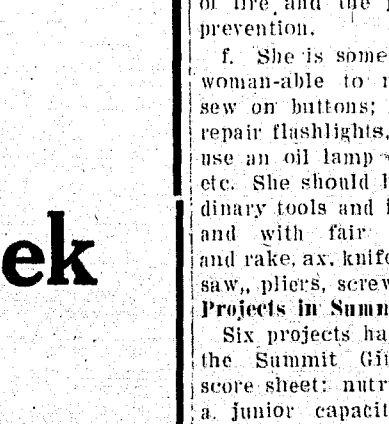 ek
of fire and the
prevention.
f. She is some
woman-able to
sew on buttons;
repair flashlights,
use an oil lamp
etc. She should
dinary tools and
and with fair
and rake, ax, knife
saw,, pliers, screw
Projects in Summ
Six projects ha
the Summit Gir
score sheet: nutr
a junior capacit